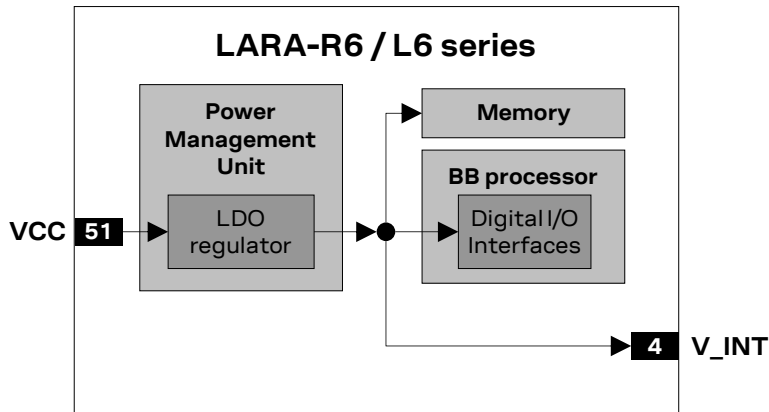 LARA-R6 / L6 series
Power
Management
Unit
Memory
BB processor
VCC 51
LDO
regulator
Digital I/O
Interfaces
4 V_INT